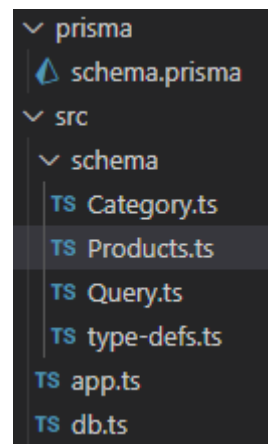 prisma
schema.prisma
src
schema
TS Category.ts
TS Products.ts
TS Query.ts
TS type-defs.ts
TS app.ts
TS db.ts